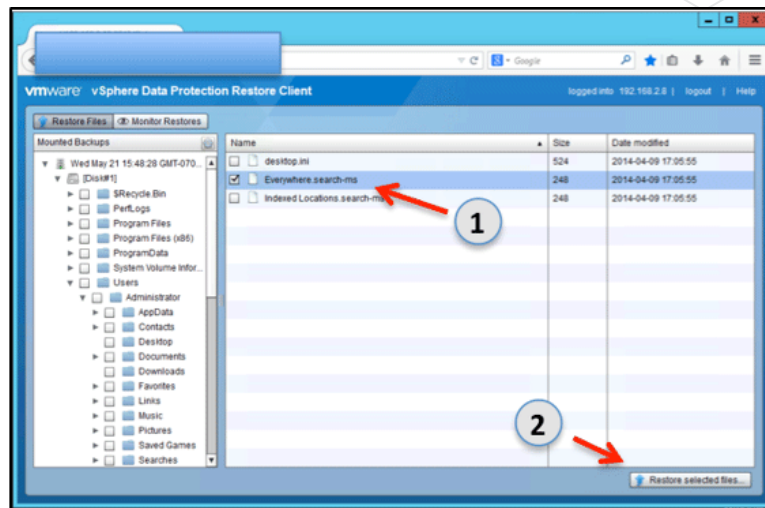 Google
vmware vSphere Data Protection Restore Client
logged into 192.168.2.8 | logout | Help
Restore Files
Monitor Restores
Mounted Backups
Name
Size
Date modified
Wed May 21 15:48:28 GMT-070...
desktop.ini
524
2014-04-09 17:05:55
[Disk#1]
Everywhere.search-ms
248
2014-04-09 17:05:55
$Recycle.Bin
Indexed Locations.search-ms
248
2014-04-09 17:05:55
PerfLogs
Program Files
1
Program Files (x86)
ProgramData
System Volume Infor...
Users
Administrator
AppData
Contacts
Desktop
Documents
Downloads
Favorites
Links
Music
2
Pictures
Saved Games
Searches
Restore selected files...